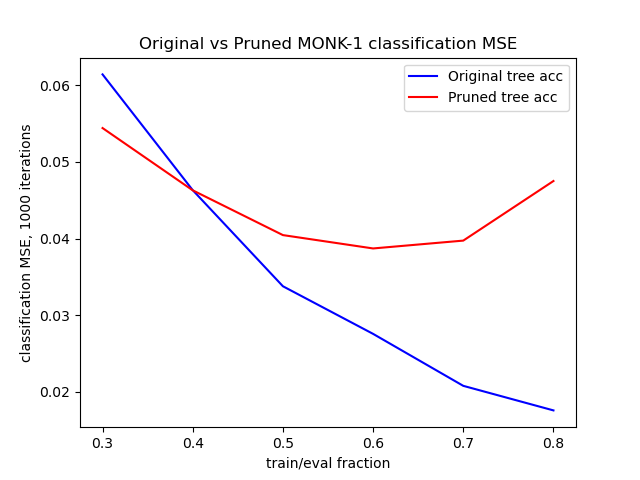 Original vs Pruned MONK-1 classification MSE
Original tree acc
Pruned tree acc
classification MSE, 1000 iterations
0.06
0.05
0.04
0.03
0.02
0.3 0.4 0.5 0.6 0.7 0.8
train/eval fraction